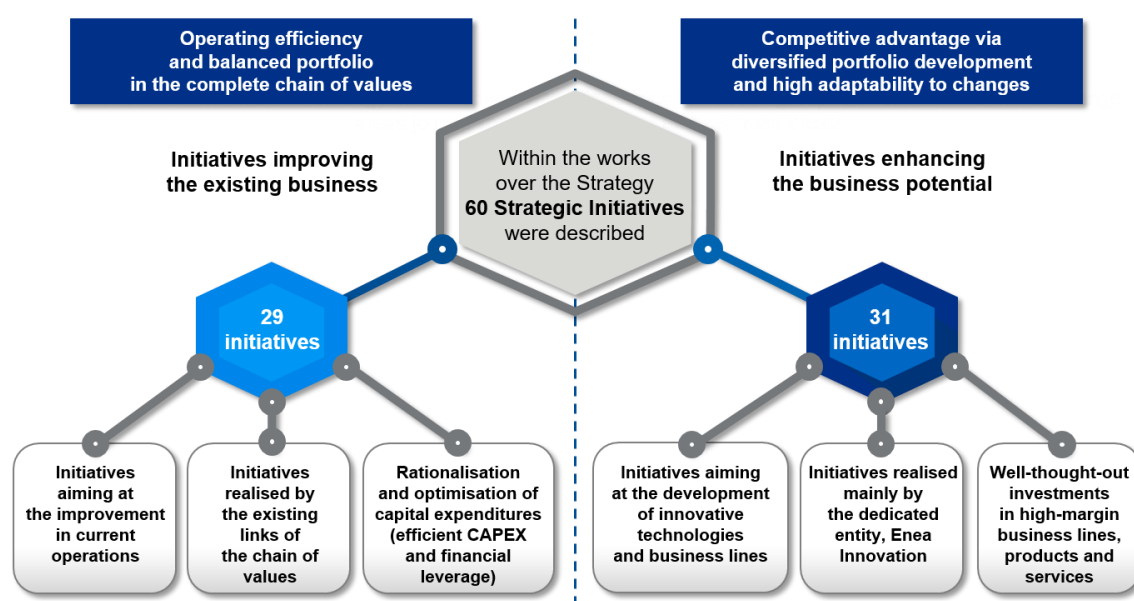 Operating efficiency
and balanced portfolio
in the complete chain of values
Competitive advantage via
diversified portfolio development
and high adaptability to changes
Initiatives improving
the existing business
Within the works
over the Strategy
60 Strategic Initiatives
were described
Initiatives enhancing
the business potential
29
initiatives
31
initiatives
Initiatives
aiming at
the improvement
in current
operations
Initiatives
realised by
the existing
links of
the chain of
values
Rationalisation
and optimisation of
capital expenditures
(efficient CAPEX
and financial
leverage)
Initiatives aiming
at the development
of innovative
technologies
and business lines
Initiatives realised
mainly by
the dedicated
entity, Enea
Innovation
Well-thought-out
investments
in high-margin
business lines,
products and
services